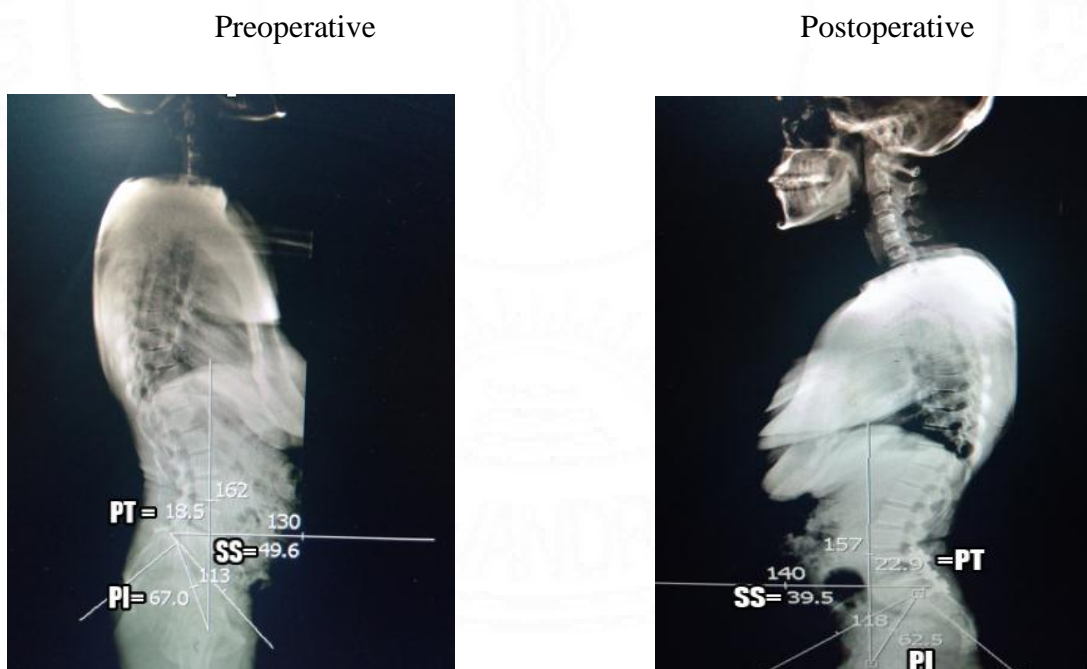 Preoperative
Postoperative
162
PT = 18.5
130
SS=49.6
113
PI= 67.0
157
22.9 =PT
140
SS= 39.5
118
62.5
PI